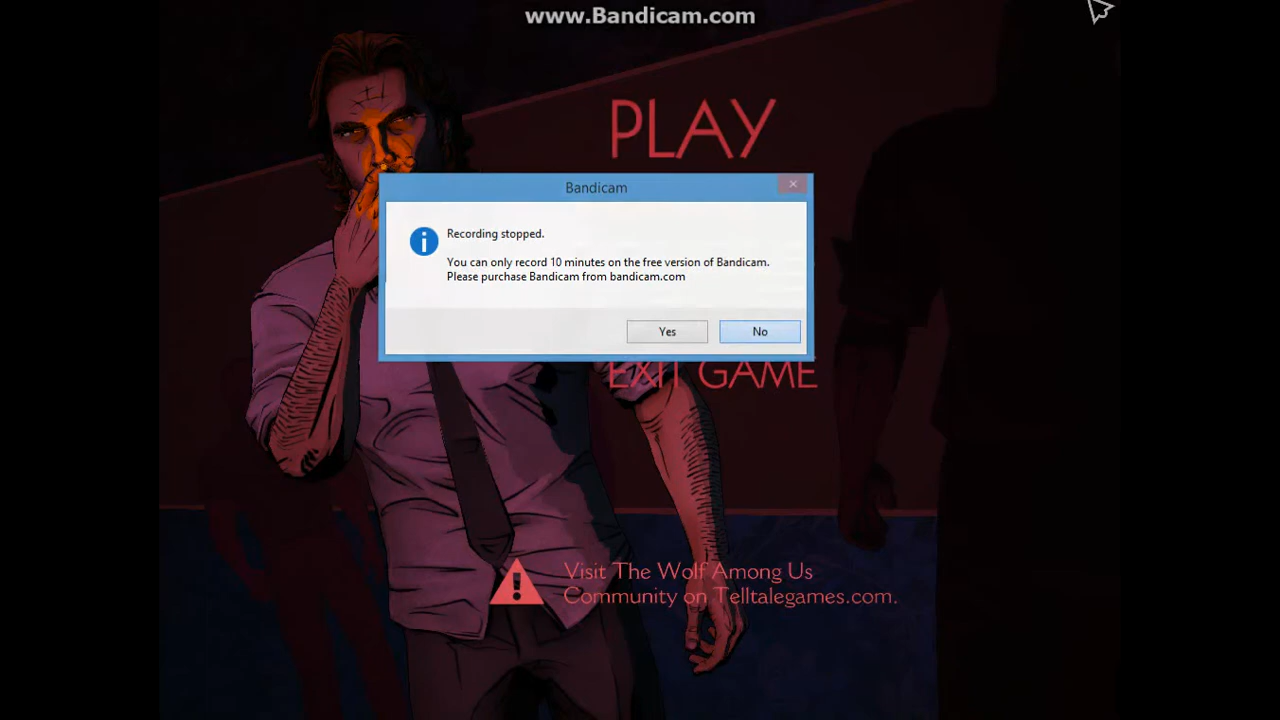 www.Bandicam.com
PLAY
Bandicam
Recording stopped.
You can only record 10 minutes on the free version of Bandicam.
Please purchase Bandicam from bandicam.com
Yes
No
EXIT GAME
Visit The Wolf Among Us
Community on Telltalegames.com.